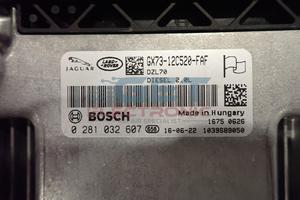 JAGUAR
LAND ROVER
GX73-12C520-FAF
DZL70
DIESEL 2.0L
BOSCH
Made in Hungary
1675 0626
0 281 032 607
16-06-22 1039S89050